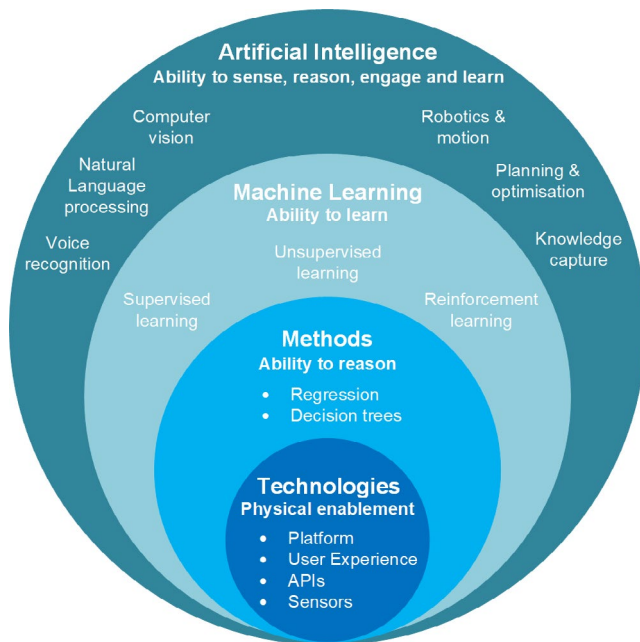 Artificial Intelligence
Ability to sense, reason, engage and learn
Computer
vision
Robotics &
motion
Natural
Language
processing
Planning &
optimisation
Voice
recognition
Knowledge
capture
Machine Learning
Ability to learn
Unsupervised
learning
Supervised
learning
Reinforcement
learning
Methods
Ability to reason
• Regression
• Decision trees
Technologies
Physical enablement
• Platform
• User Experience
• APIs
• Sensors